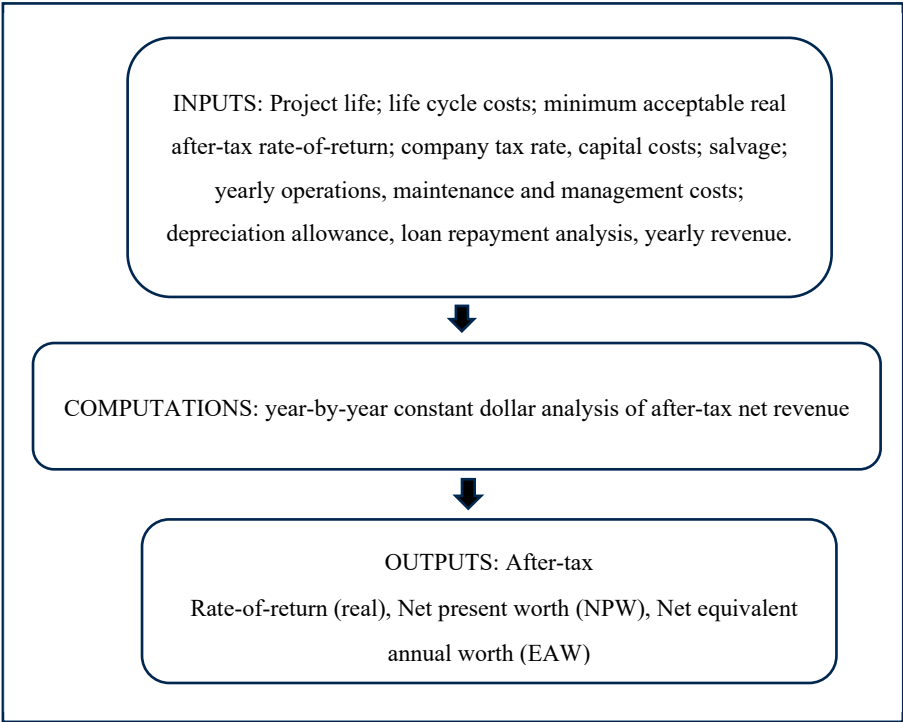 INPUTS: Project life; life cycle costs; minimum acceptable real
after-tax rate-of-return; company tax rate, capital costs; salvage;
yearly operations, maintenance and management costs;
depreciation allowance, loan repayment analysis, yearly revenue.
COMPUTATIONS: year-by-year constant dollar analysis of after-tax net revenue
OUTPUTS: After-tax
Rate-of-return (real), Net present worth (NPW), Net equivalent
annual worth (EAW)